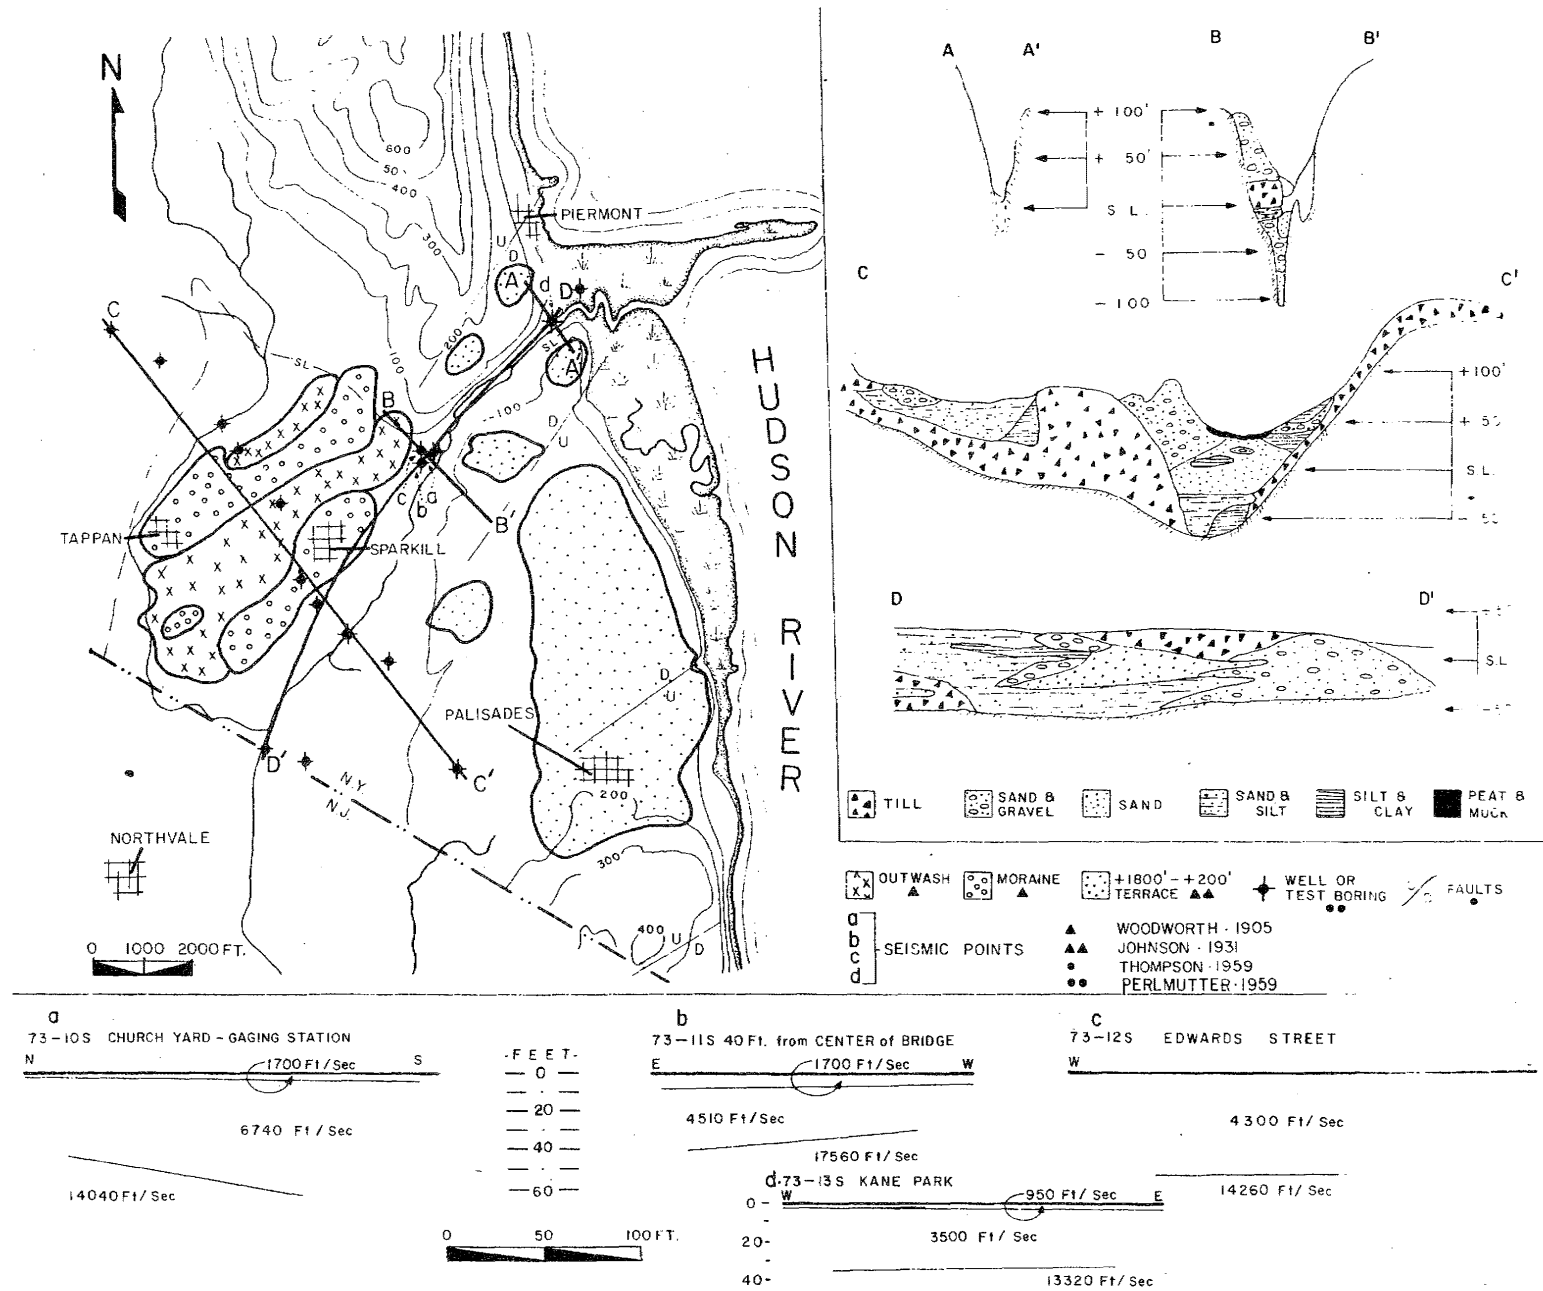 N
600
50
400
300
PIERMONT
U
D
A
d
D
200
SL
A'
100
100
D
U
C
SL
B
c
a
b
B'
TAPPAN
SPARKILL
HUDSON RIVER
D
U
PALISADES
200
D'
C'
N.Y.
N.J.
NORTHVALE
300
400
U
D
0 1000 2000 FT.
A A' B B'
+ 100'
+ 50'
S L.
- 50
- 100
C C'
+100'
+ 50
S.L.
- 50
D D'
S.L
TILL
SAND & GRAVEL
SAND
SAND & SILT
SILT & CLAY
PEAT & MUCK
OUTWASH
MORAINE
+1800'-+200' TERRACE
WELL OR TEST BORING
FAULTS
a
b
c
d
SEISMIC POINTS
WOODWORTH · 1905
JOHNSON · 1931
THOMPSON · 1959
PERLMUTTER · 1959
a
73-10S CHURCH YARD - GAGING STATION
N S
1700 Ft/Sec
6740 Ft/Sec
14040 Ft/Sec
-FEET-
0
20
40
60
0 50 100 FT.
b
73-11S 40 Ft. from CENTER of BRIDGE
E W
1700 Ft/Sec
4510 Ft/Sec
17560 Ft/Sec
c
73-12S EDWARDS STREET
W
4300 Ft/Sec
14260 Ft/Sec
d. 73-13S KANE PARK
W E
0-
20-
40-
950 Ft/Sec
3500 Ft/Sec
13320 Ft/Sec